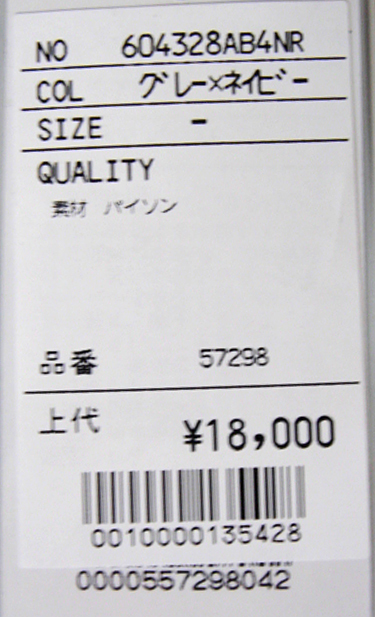 NO 604328AB4NR
COL グレー×ネイビー
SIZE -
QUALITY
素材 パイソン
品番 57298
上代 ¥18,000
0010000135428
0000557298042